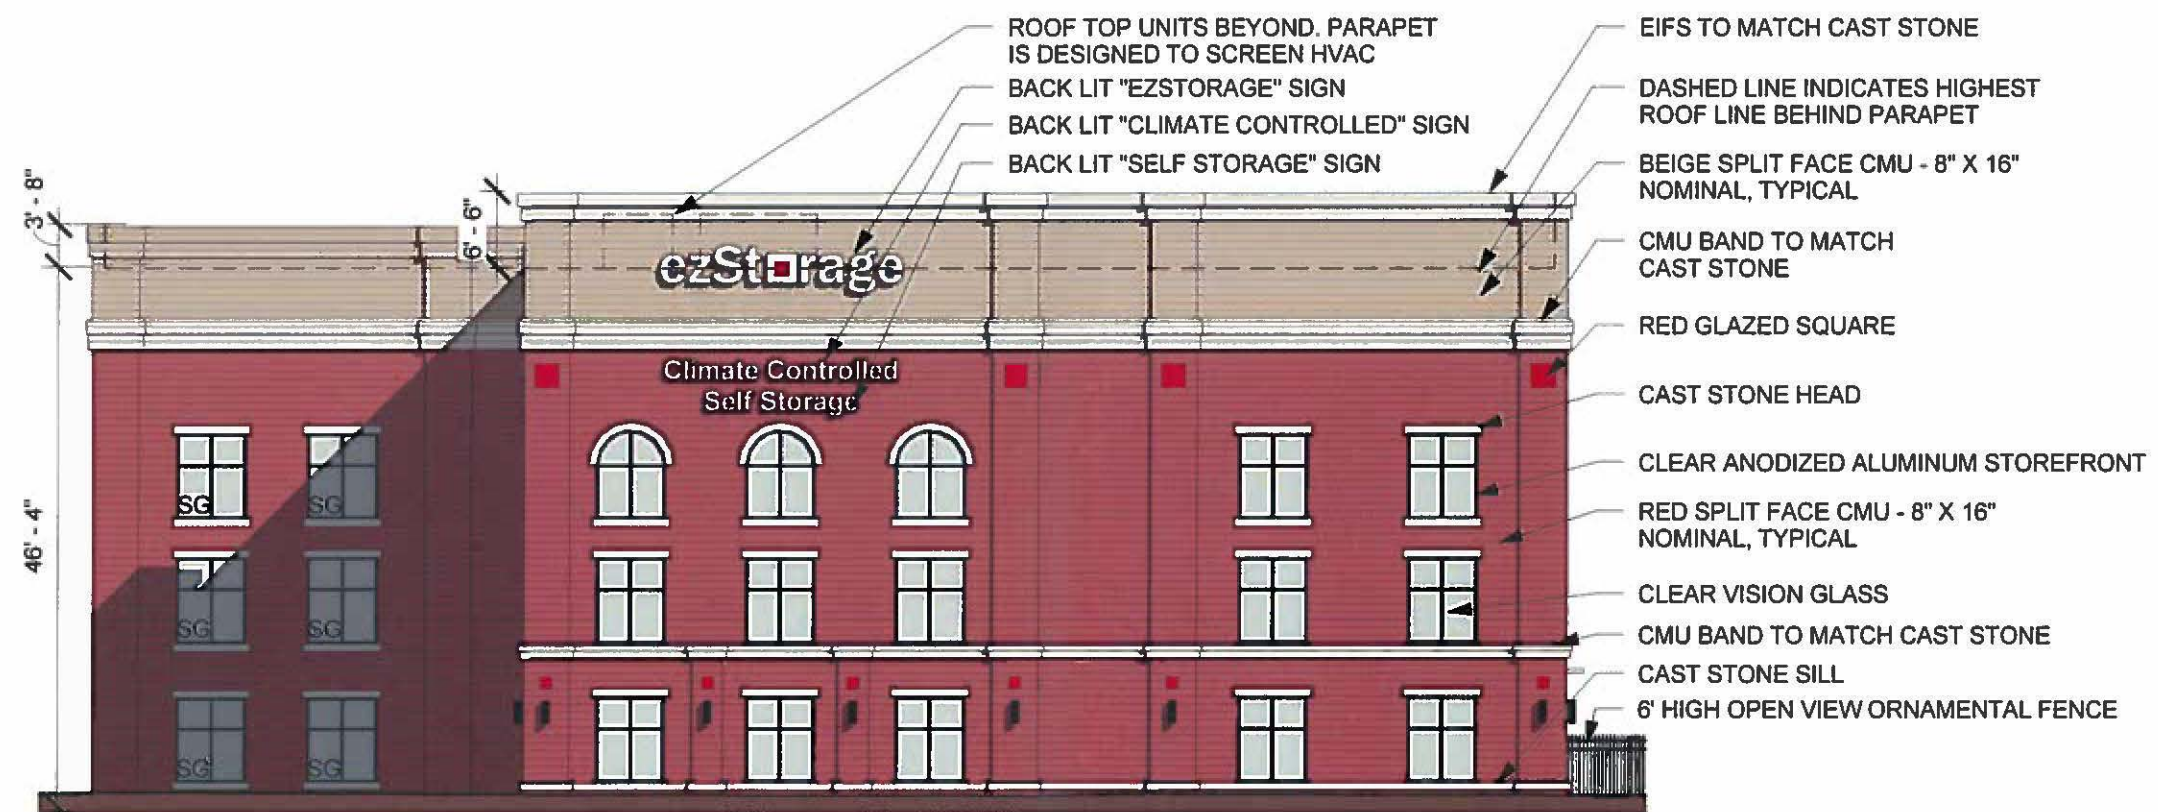 ROOF TOP UNITS BEYOND. PARAPET
IS DESIGNED TO SCREEN HVAC
BACK LIT "EZSTORAGE" SIGN
BACK LIT "CLIMATE CONTROLLED" SIGN
BACK LIT "SELF STORAGE" SIGN
EIFS TO MATCH CAST STONE
DASHED LINE INDICATES HIGHEST
ROOF LINE BEHIND PARAPET
BEIGE SPLIT FACE CMU - 8" X 16"
NOMINAL, TYPICAL
CMU BAND TO MATCH
CAST STONE
RED GLAZED SQUARE
CAST STONE HEAD
CLEAR ANODIZED ALUMINUM STOREFRONT
RED SPLIT FACE CMU - 8" X 16"
NOMINAL, TYPICAL
CLEAR VISION GLASS
CMU BAND TO MATCH CAST STONE
CAST STONE SILL
6' HIGH OPEN VIEW ORNAMENTAL FENCE
3' - 8"
6' - 6"
46' - 4"
ezStorage
Climate Controlled
Self Storage
SG
SG
SG
SG
SG
SG